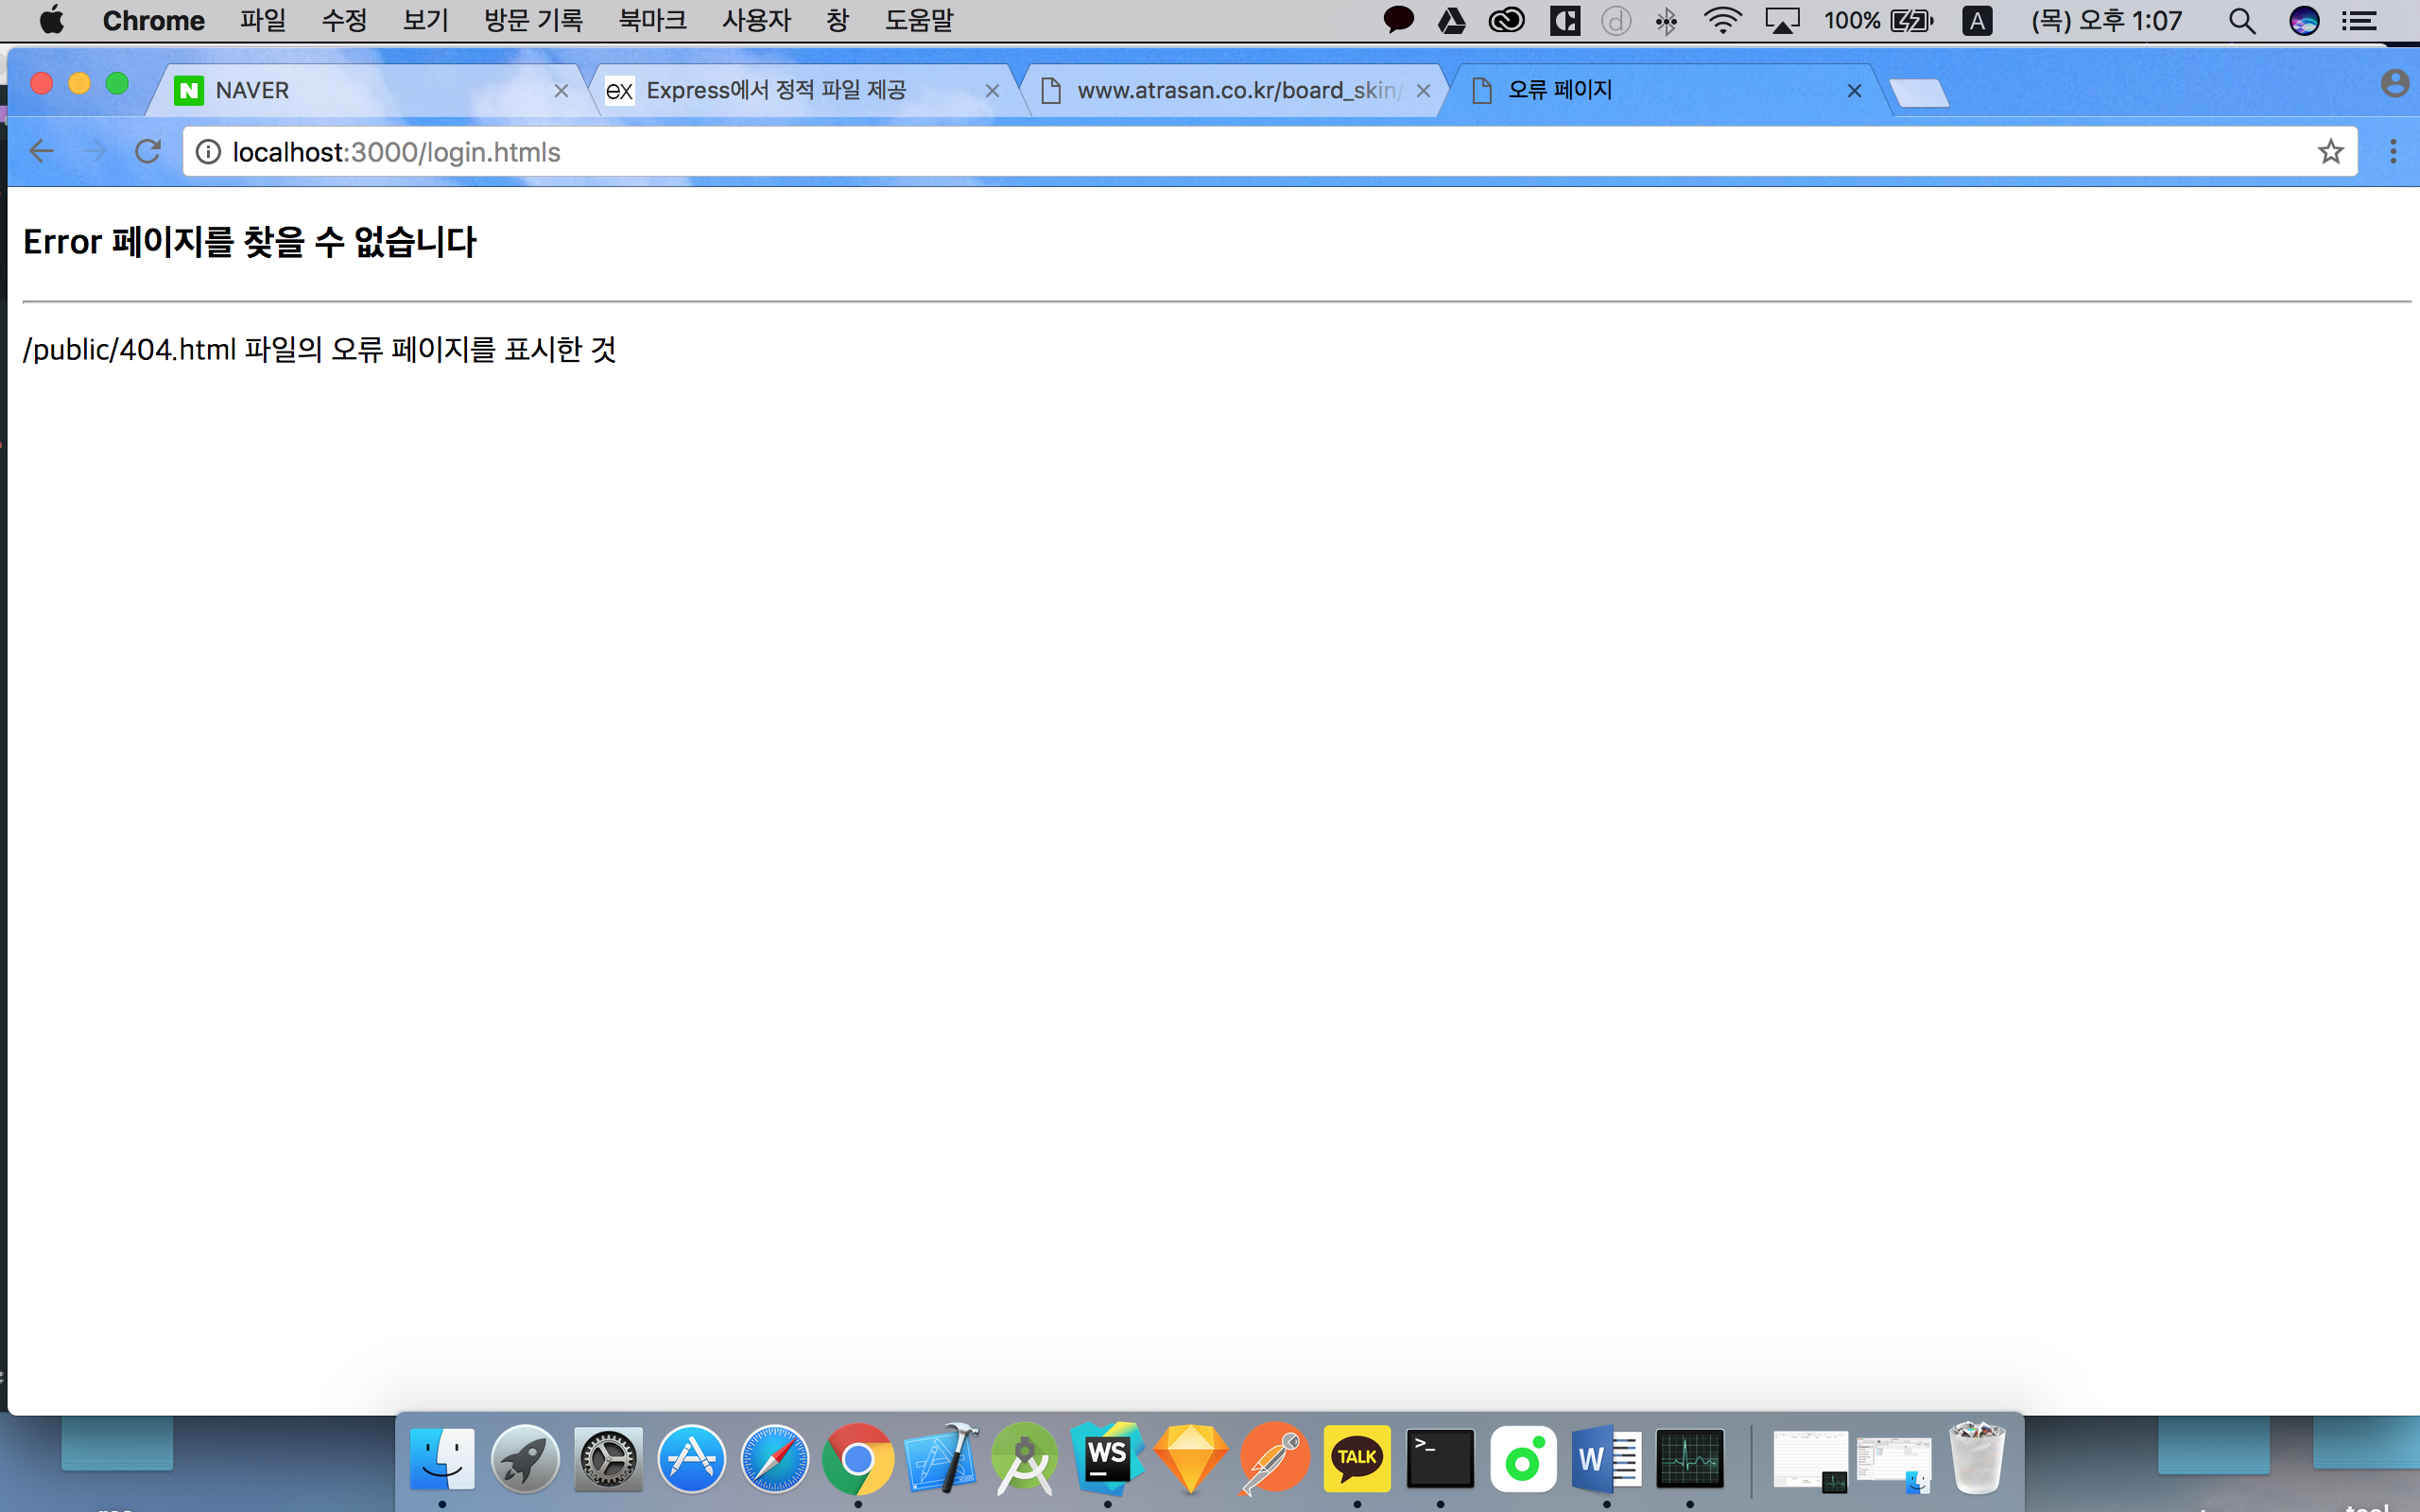 Chrome 파일 수정 보기 방문 기록 북마크 사용자 창 도움말 100% A (목) 오후 1:07
N NAVER ex Express에서 정적 파일 제공 www.atrasan.co.kr/board_skin/ 오류 페이지
localhost:3000/login.htmls
Error 페이지를 찾을 수 없습니다
/public/404.html 파일의 오류 페이지를 표시한 것
WS TALK >_ W